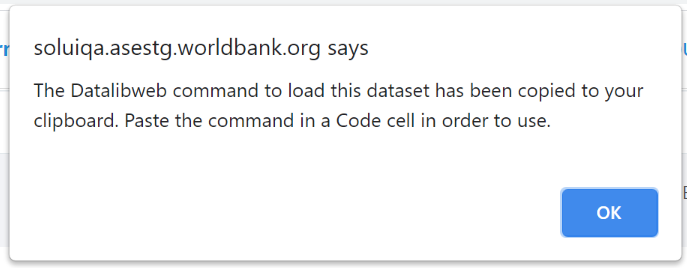 soluiqa.asestg.worldbank.org says
The Datalibweb command to load this dataset has been copied to your
clipboard. Paste the command in a Code cell in order to use.
OK